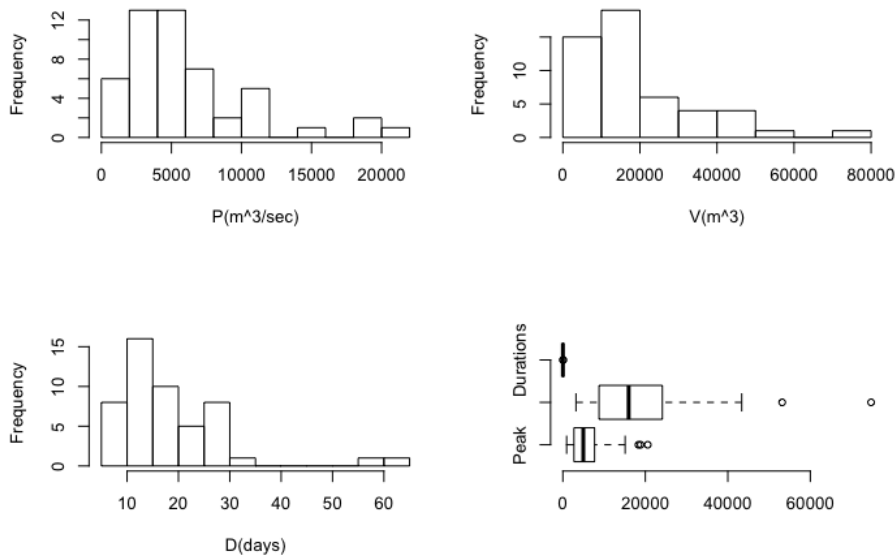 Frequency
0 4 8 12
0 5000 10000 15000 20000
P(m^3/sec)
Frequency
0 5 10
0 20000 40000 60000 80000
V(m^3)
Frequency
0 5 10 15
10 20 30 40 50 60
D(days)
Peak Durations
0 20000 60000